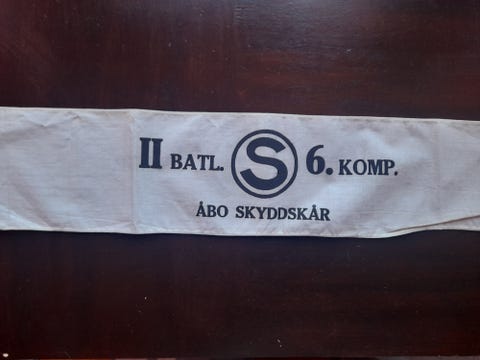 II BATL. S 6. KOMP.
ÅBO SKYDDSKÅR